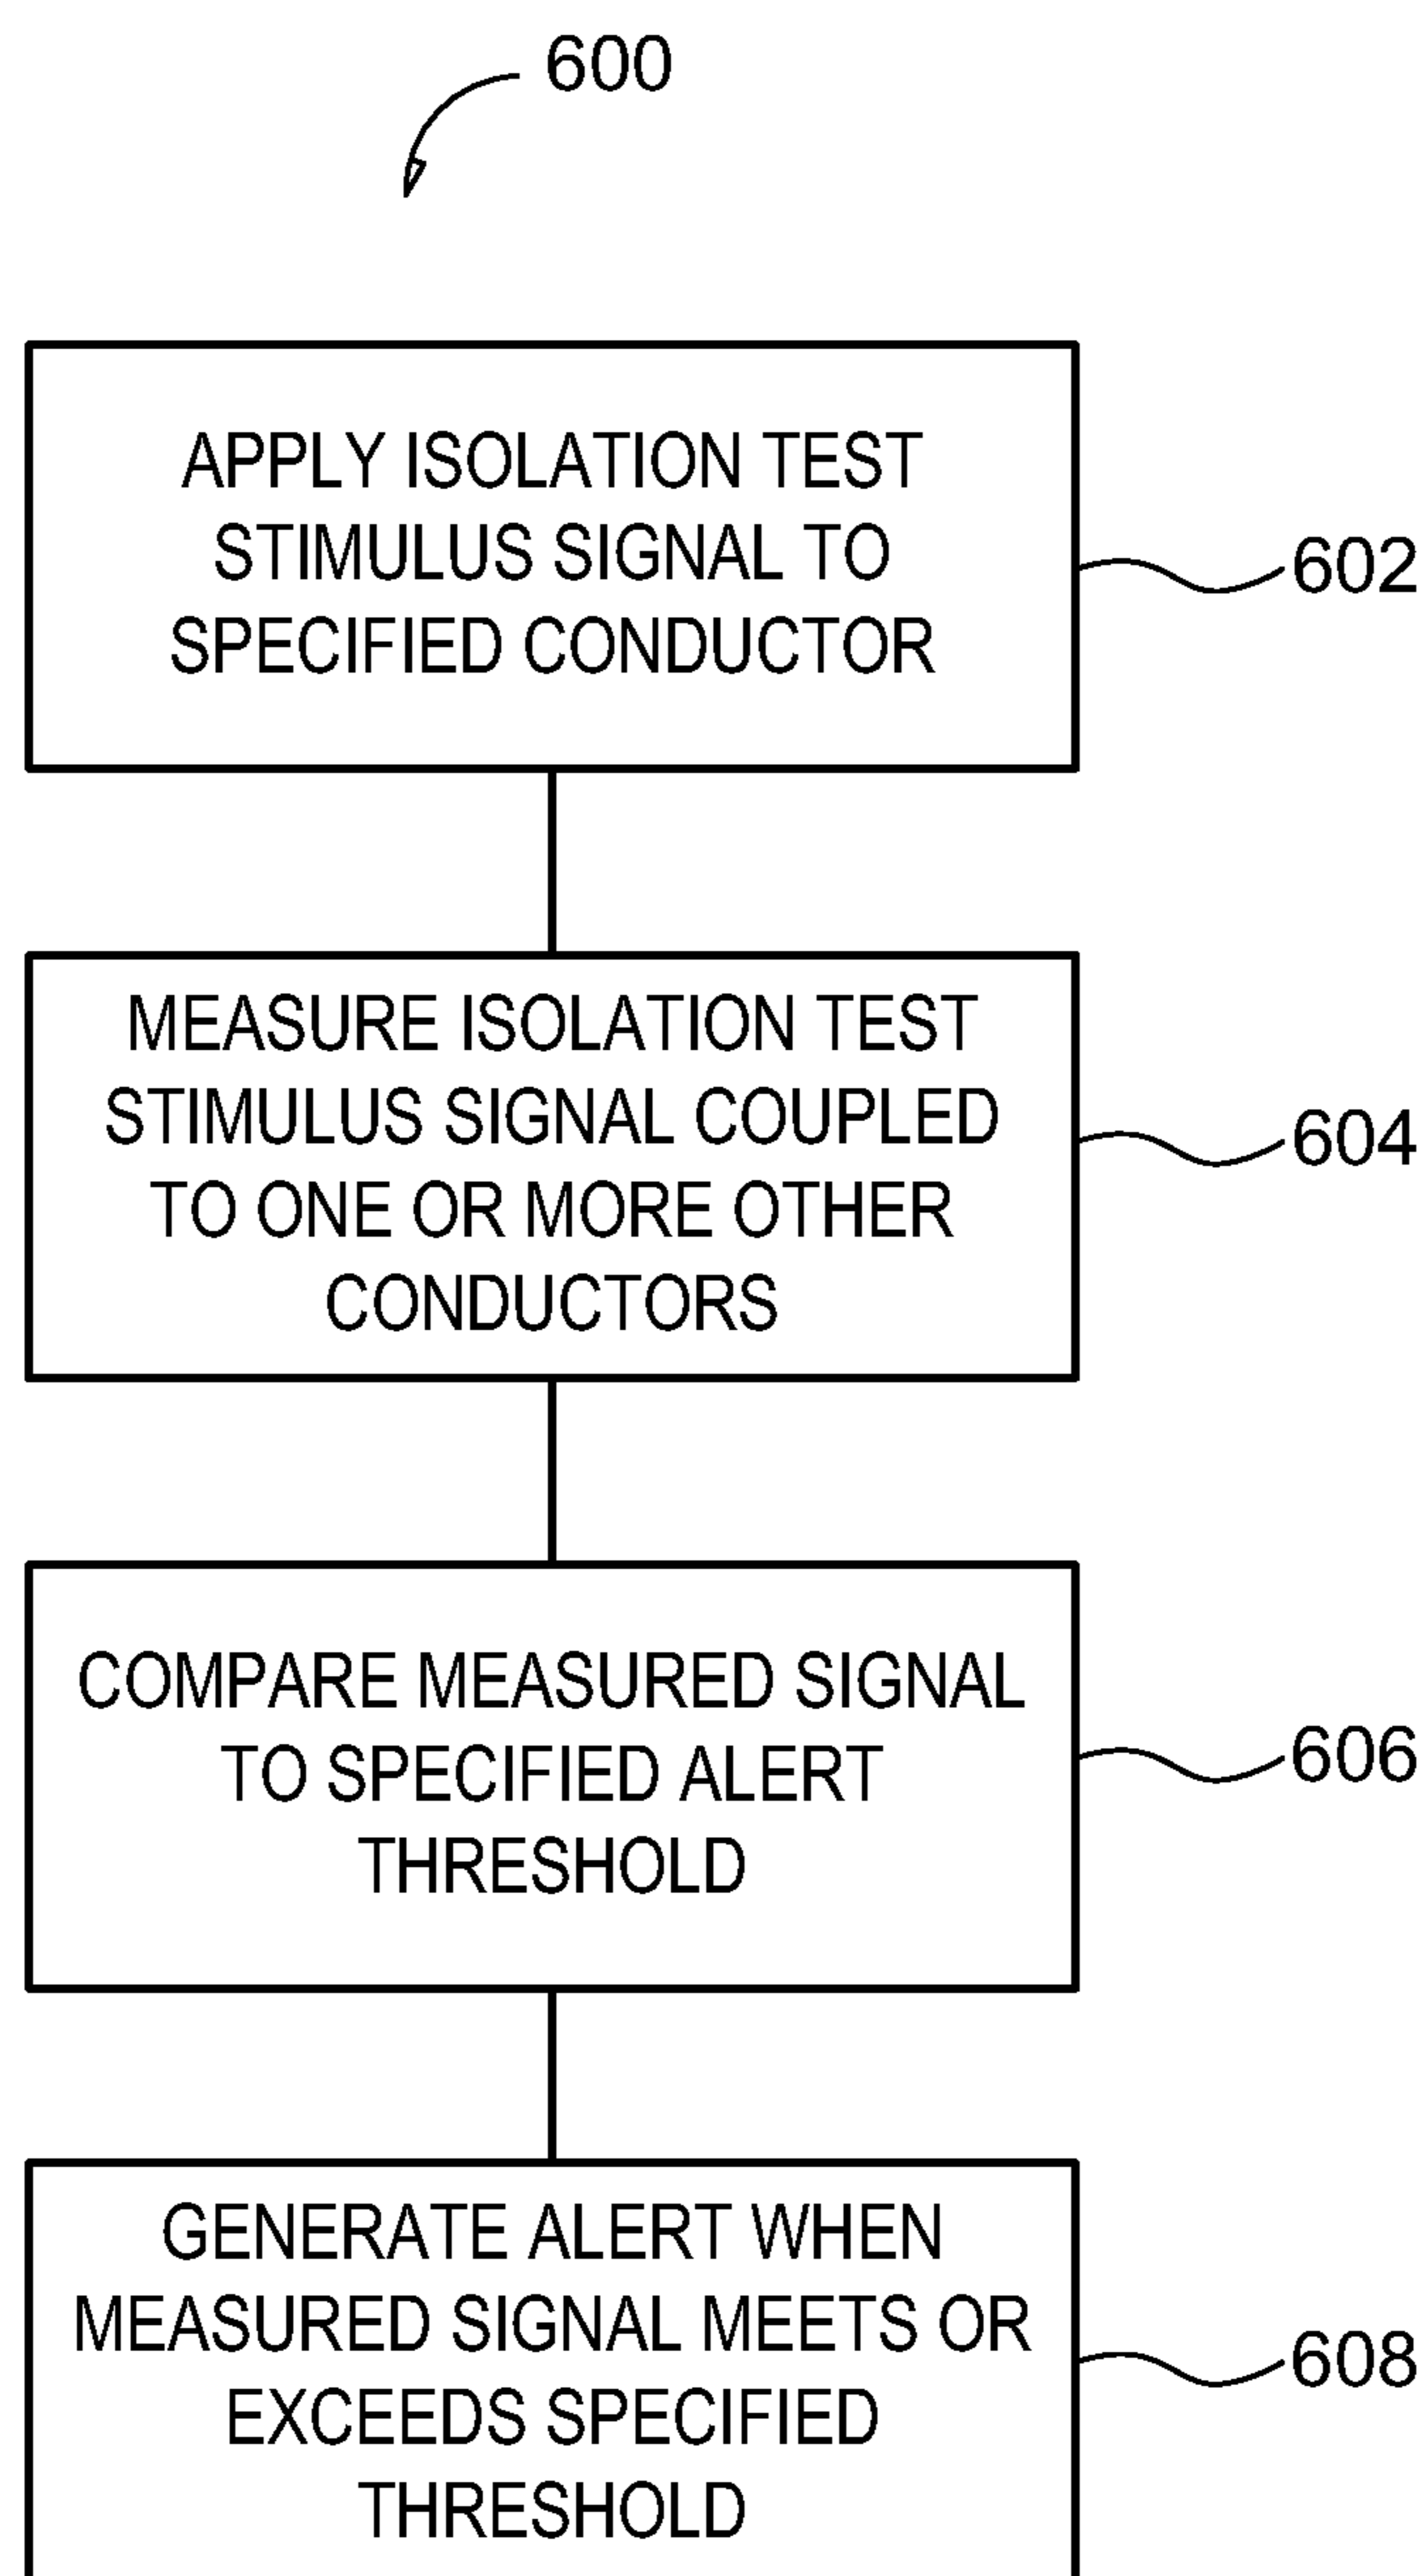 600
APPLY ISOLATION TEST
STIMULUS SIGNAL TO
SPECIFIED CONDUCTOR
602
MEASURE ISOLATION TEST
STIMULUS SIGNAL COUPLED
TO ONE OR MORE OTHER
CONDUCTORS
604
COMPARE MEASURED SIGNAL
TO SPECIFIED ALERT
THRESHOLD
606
GENERATE ALERT WHEN
MEASURED SIGNAL MEETS OR
EXCEEDS SPECIFIED
THRESHOLD
608